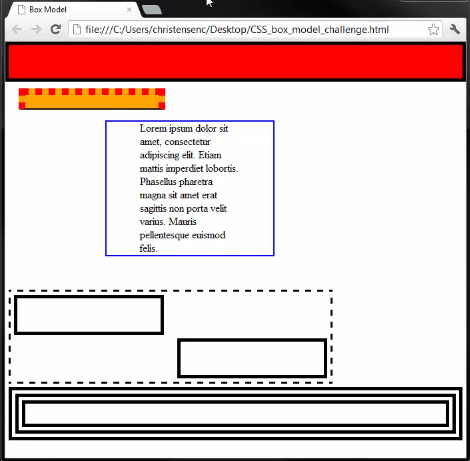 Box Model
file:///C:/Users/christensenc/Desktop/CSS_box_model_challenge.html
Lorem ipsum dolor sit
amet, consectetur
adipiscing elit. Etiam
mattis imperdiet lobortis.
Phasellus pharetra
magna sit amet erat
sagittis non porta velit
varius. Mauris
pellentesque euismod
felis.